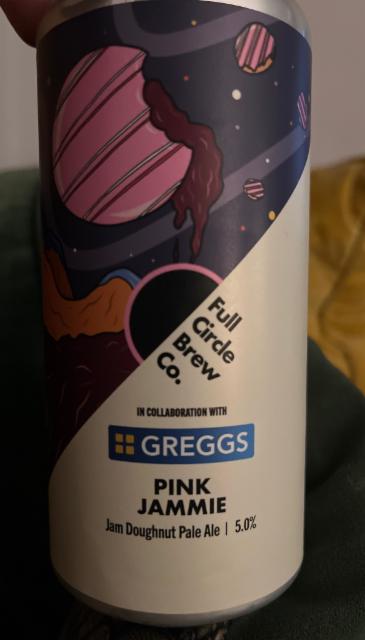 Full
Circle
Brew
Co.
IN COLLABORATION WITH
GREGGS
PINK
JAMMIE
Jam Doughnut Pale Ale | 5.0%